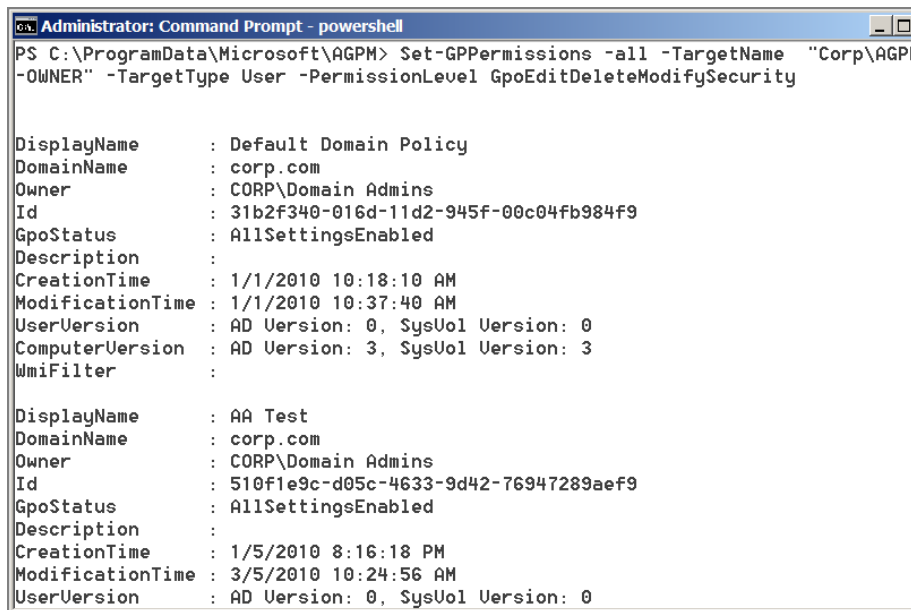 Administrator: Command Prompt - powershell
PS C:\ProgramData\Microsoft\AGPM> Set-GPPermissions -all -TargetName "Corp\AGP
-OWNER" -TargetType User -PermissionLevel GpoEditDeleteModifySecurity
DisplayName : Default Domain Policy
DomainName : corp.com
Owner : CORP\Domain Admins
Id : 31b2f340-016d-11d2-945f-00c04fb984f9
GpoStatus : AllSettingsEnabled
Description :
CreationTime : 1/1/2010 10:18:10 AM
ModificationTime : 1/1/2010 10:37:40 AM
UserVersion : AD Version: 0, SysVol Version: 0
ComputerVersion : AD Version: 3, SysVol Version: 3
WmiFilter :
DisplayName : AA Test
DomainName : corp.com
Owner : CORP\Domain Admins
Id : 510f1e9c-d05c-4633-9d42-76947289aef9
GpoStatus : AllSettingsEnabled
Description :
CreationTime : 1/5/2010 8:16:18 PM
ModificationTime : 3/5/2010 10:24:56 AM
UserVersion : AD Version: 0, SysVol Version: 0